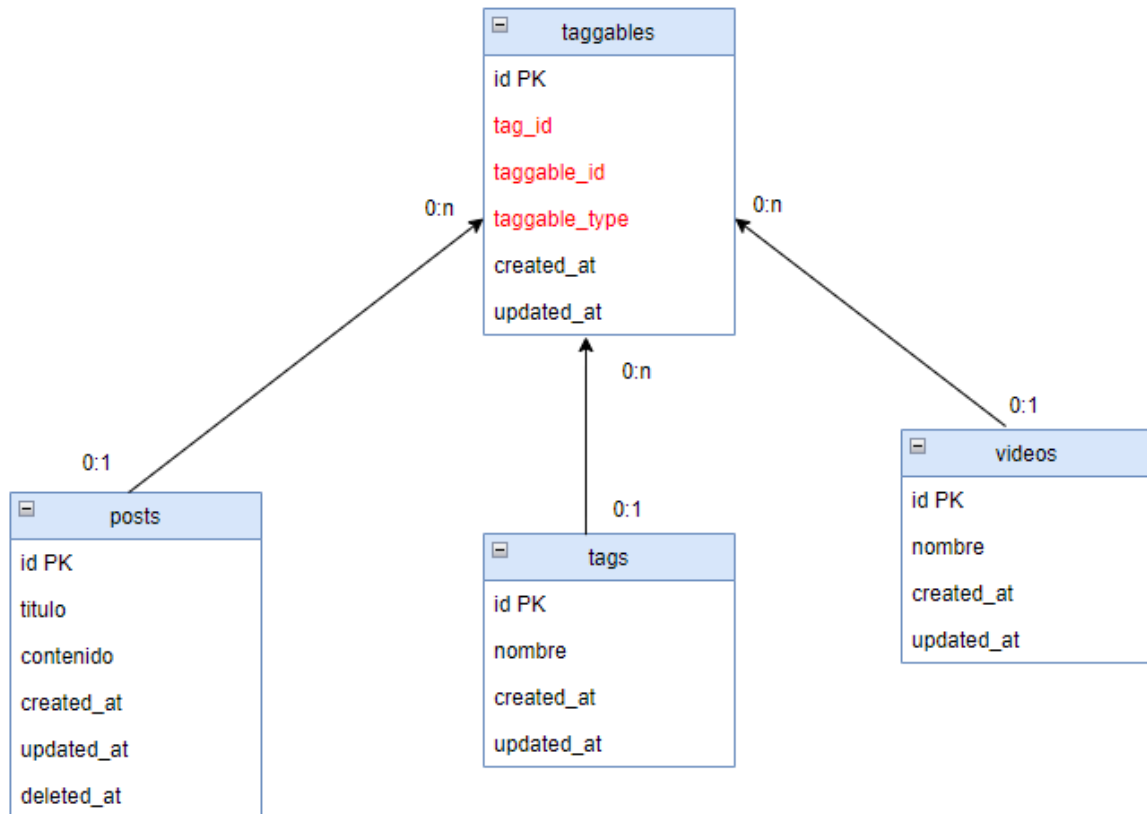 taggables
id PK
tag_id
taggable_id
taggable_type
created_at
updated_at
0:n
0:n
0:n
0:1
0:1
0:1
posts
id PK
titulo
contenido
created_at
updated_at
deleted_at
tags
id PK
nombre
created_at
updated_at
videos
id PK
nombre
created_at
updated_at